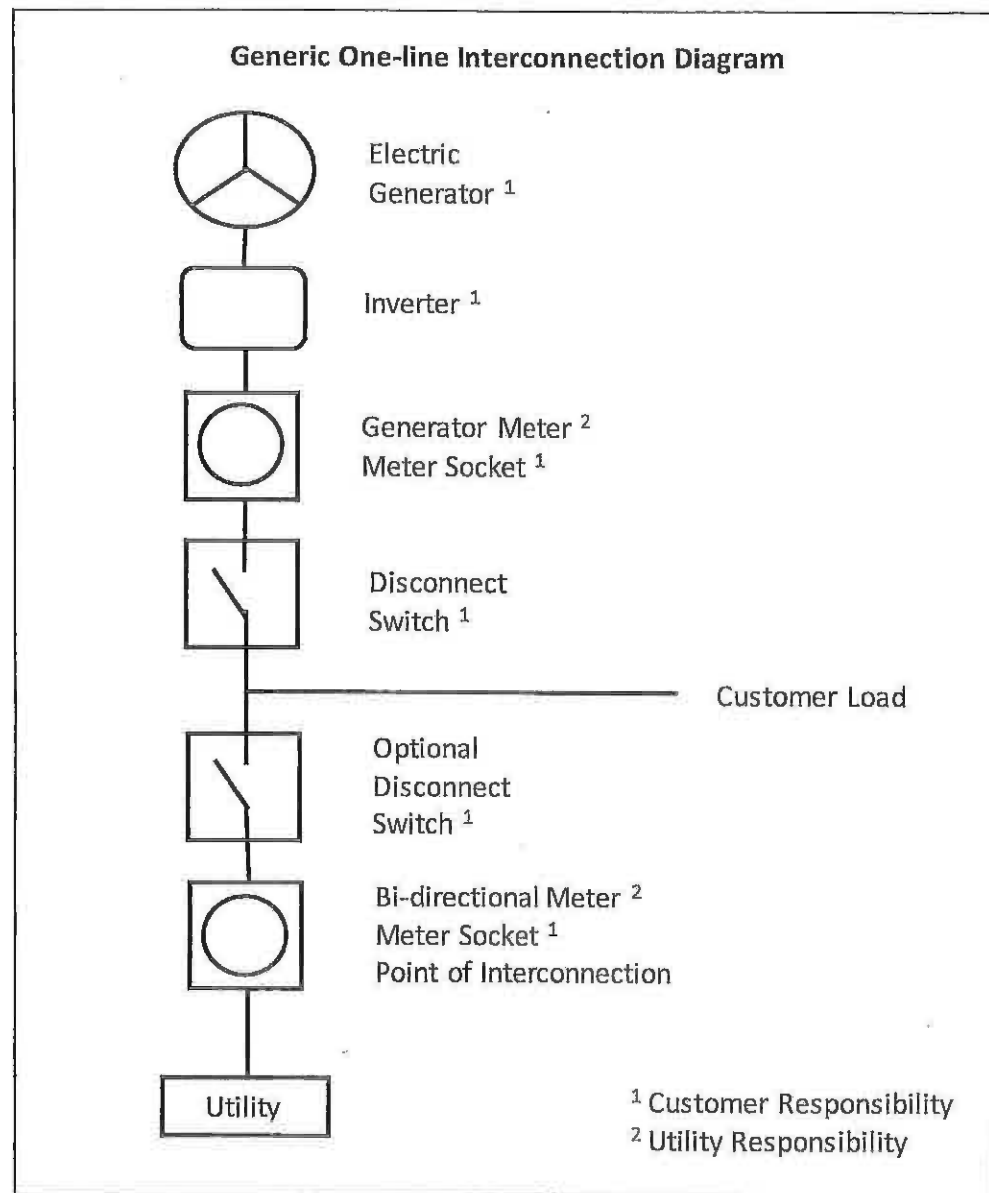 Generic One-line Interconnection Diagram
Electric
Generator ¹
Inverter ¹
Generator Meter ²
Meter Socket ¹
Disconnect
Switch ¹
Customer Load
Optional
Disconnect
Switch ¹
Bi-directional Meter ²
Meter Socket ¹
Point of Interconnection
Utility
¹ Customer Responsibility
² Utility Responsibility